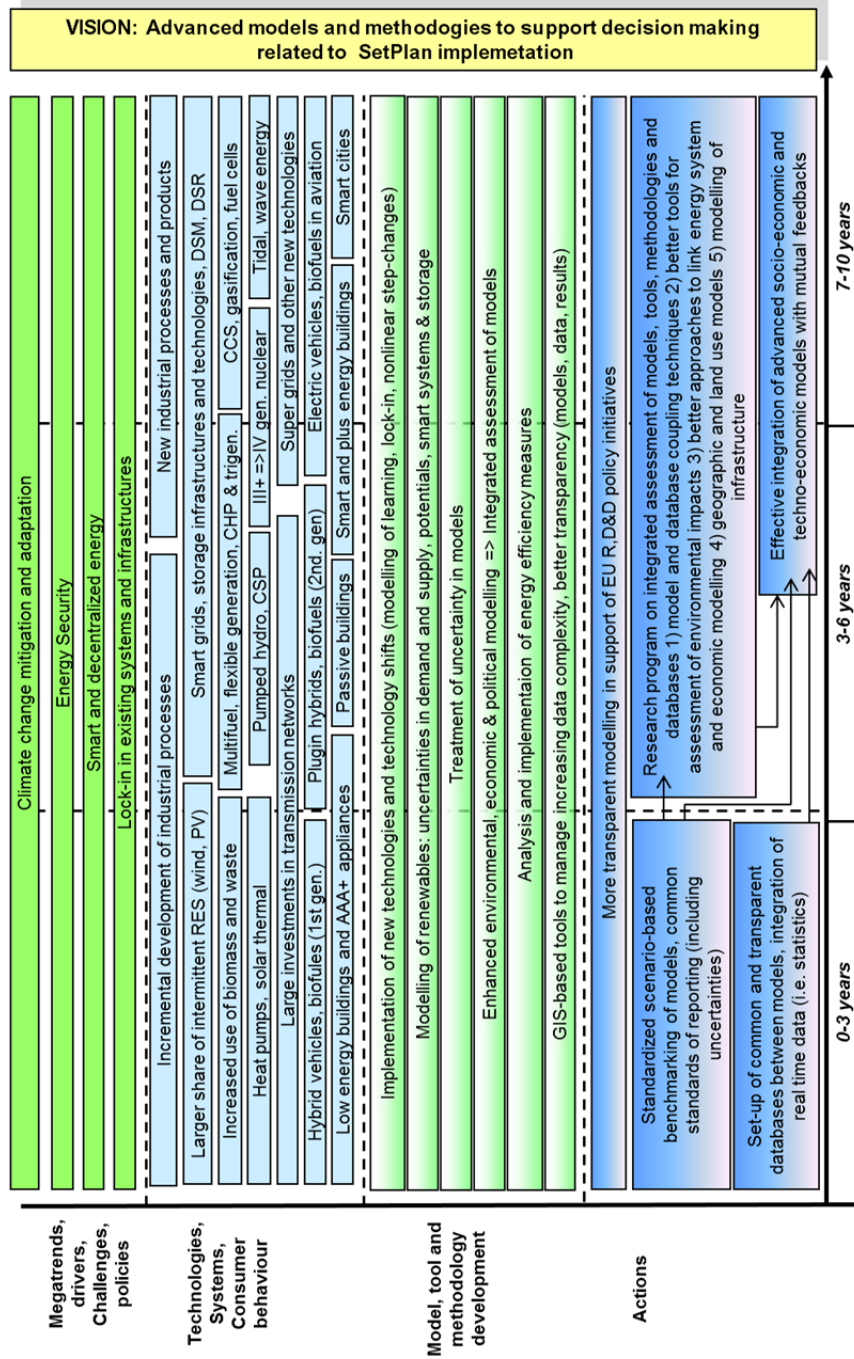 VISION: Advanced models and methodogies to support decision making
related to SetPlan implemetation
Megatrends,
drivers,
Challenges,
policies
Climate change mitigation and adaptation
Energy Security
Smart and decentralized energy
Lock-in in existing systems and infrastructures
Technologies,
Systems,
Consumer
behaviour
Incremental development of industrial processes
New industrial processes and products
Larger share of intermittent RES (wind, PV)
Smart grids, storage infrastructures and technologies, DSM, DSR
Increased use of biomass and waste
Multifuel, flexible generation, CHP & trigen.
CCS, gasification, fuel cells
Heat pumps, solar thermal
Pumped hydro, CSP
III+ =>IV gen. nuclear
Tidal, wave energy
Large investments in transmission networks
Super grids and other new technologies
Hybrid vehicles, biofules (1st gen.)
Plugin hybrids, biofuels (2nd. gen)
Electric vehicles, biofuels in aviation
Low energy buildings and AAA+ appliances
Passive buildings
Smart and plus energy buildings
Smart cities
Model, tool and
methodology
development
Implementation of new technologies and technology shifts (modelling of learning, lock-in, nonlinear step-changes)
Modelling of renewables: uncertainties in demand and supply, potentials, smart systems & storage
Treatment of uncertainty in models
Enhanced environmental, economic & political modelling => Integrated assessment of models
Analysis and implementaion of energy efficiency measures
GIS-based tools to manage increasing data complexity, better transparency (models, data, results)
Actions
More transparent modelling in support of EU R,D&D policy initiatives
Standardized scenario-based
benchmarking of models, common
standards of reporting (including
uncertainties)
Research program on integrated assessment of models, tools, methodologies and
databases 1) model and database coupling techniques 2) better tools for
assessment of environmental impacts 3) better approaches to link energy system
and economic modelling 4) geographic and land use models 5) modelling of
infrastructure
Set-up of common and transparent
databases between models, integration of
real time data (i.e. statistics)
Effective integration of advanced socio-economic and
techno-economic models with mutual feedbacks
0-3 years
3-6 years
7-10 years